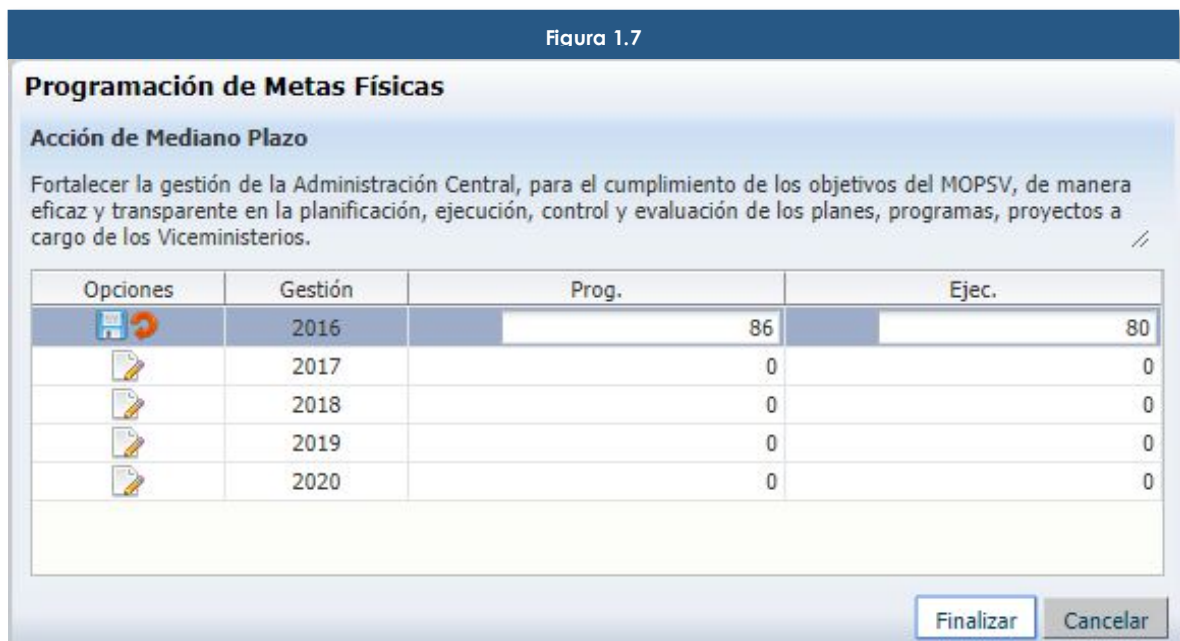 Figura 1.7
Programación de Metas Físicas
Acción de Mediano Plazo
Fortalecer la gestión de la Administración Central, para el cumplimiento de los objetivos del MOPSV, de manera
eficaz y transparente en la planificación, ejecución, control y evaluación de los planes, programas, proyectos a
cargo de los Viceministerios.
Opciones Gestión Prog. Ejec.
2016 86 80
2017 0 0
2018 0 0
2019 0 0
2020 0 0
Finalizar Cancelar